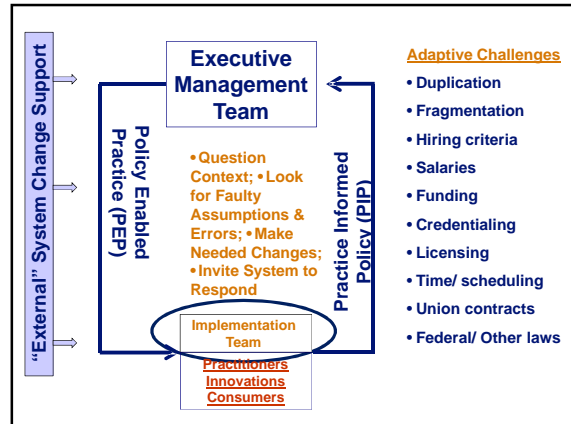 “External” System Change Support
Executive
Management
Team
Policy Enabled
Practice (PEP)
• Question
Context; • Look
for Faulty
Assumptions &
Errors; • Make
Needed Changes;
• Invite System to
Respond
Practice Informed
Policy (PIP)
Implementation
Team
Practitioners
Innovations
Consumers
Adaptive Challenges
• Duplication
• Fragmentation
• Hiring criteria
• Salaries
• Funding
• Credentialing
• Licensing
• Time/ scheduling
• Union contracts
• Federal/ Other laws